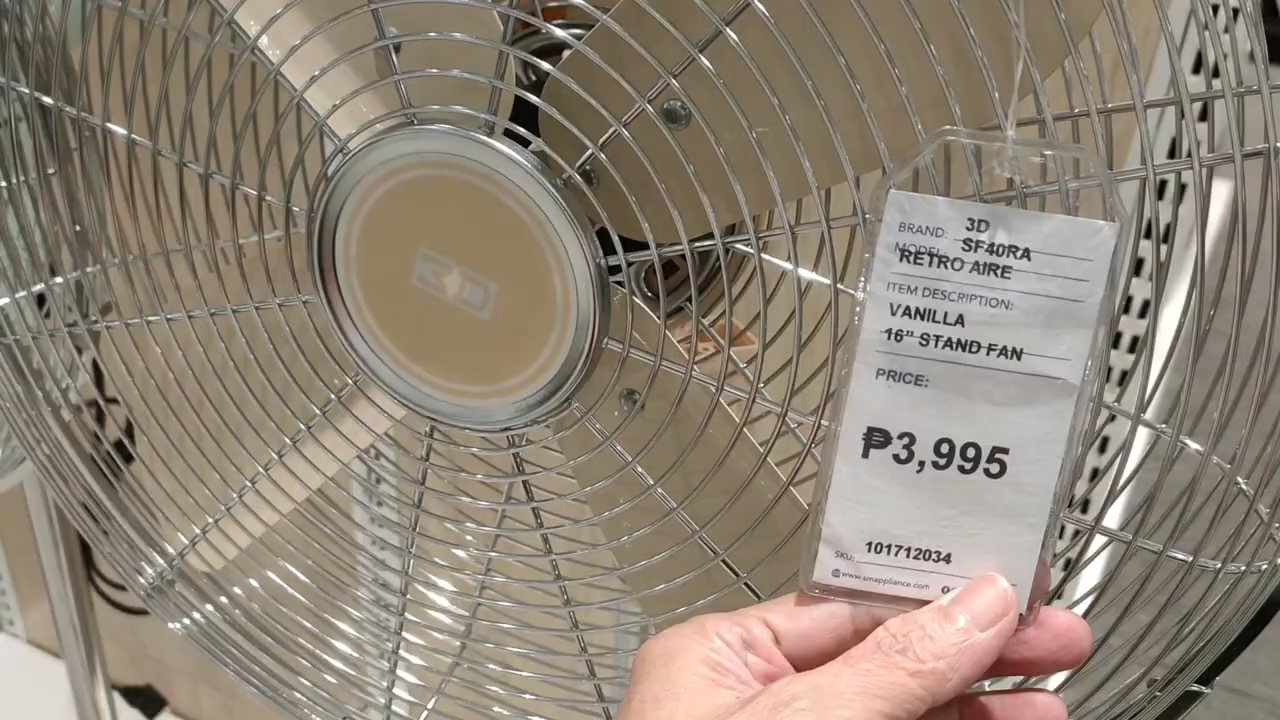 3D
BRAND: 3D
MODEL: SF40RA
RETRO AIRE
ITEM DESCRIPTION:
VANILLA
16” STAND FAN
PRICE:
₱3,995
SKU: 101712034
www.smappliance.com